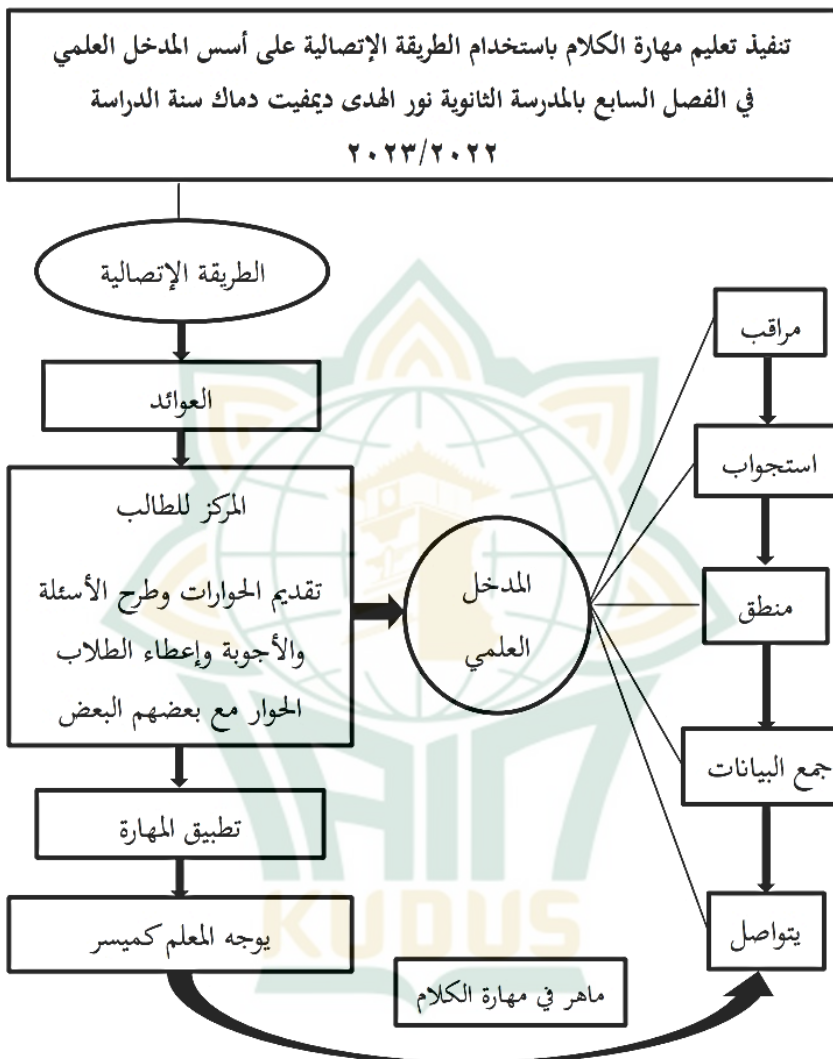 تنفيذ تعليم مهارة الكلام باستخدام الطريقة الإتصالية على أسس المدخل العلمي
في الفصل السابع بالمدرسة الثانوية نور الهدى ديمفيت دماك سنة الدراسة
٢٠٢٣/٢٠٢٢
الطريقة الإتصالية
العوائد
المركز للطالب
تقديم الحوارات وطرح الأسئلة
والأجوبة وإعطاء الطلاب
الحوار مع بعضهم البعض
تطبيق المهارة
يوجه المعلم كميسر
المدخل
العلمي
مراقب
استجواب
منطق
جمع البيانات
يتواصل
ماهر في مهارة الكلام
IAIN
KUDUS